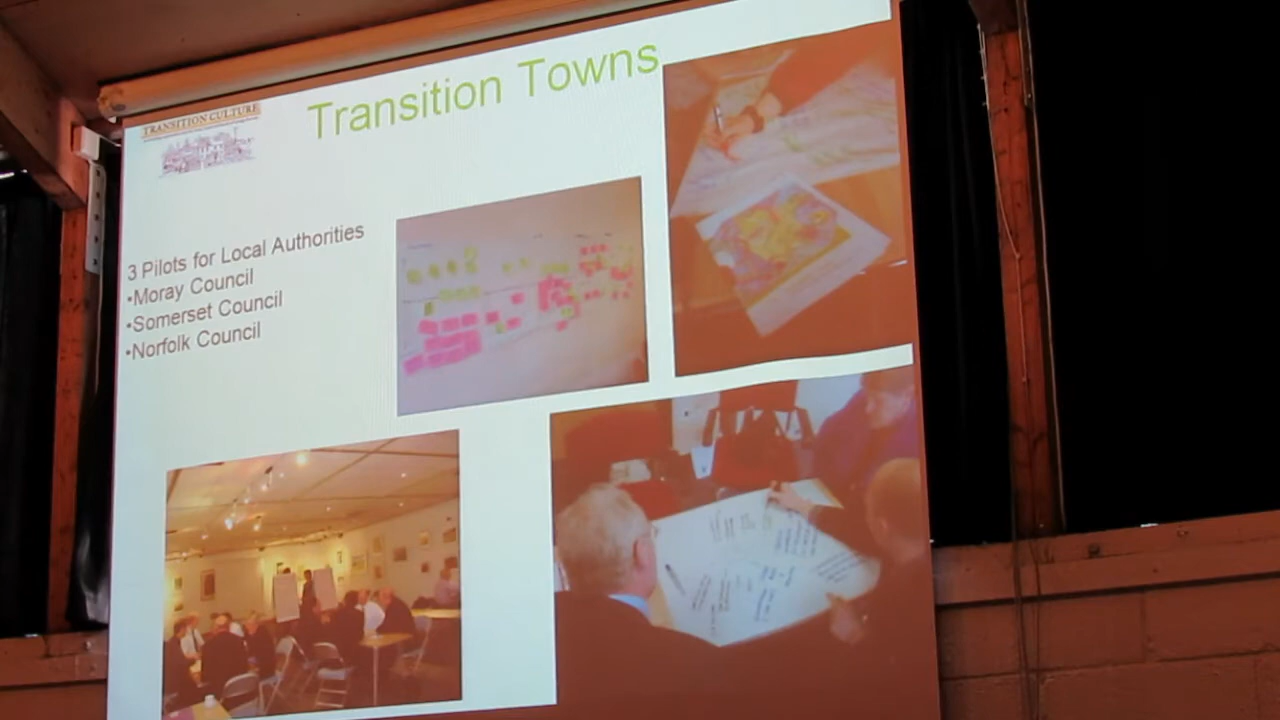 Transition Towns
TRANSITION CULTURE
3 Pilots for Local Authorities
•Moray Council
•Somerset Council
•Norfolk Council